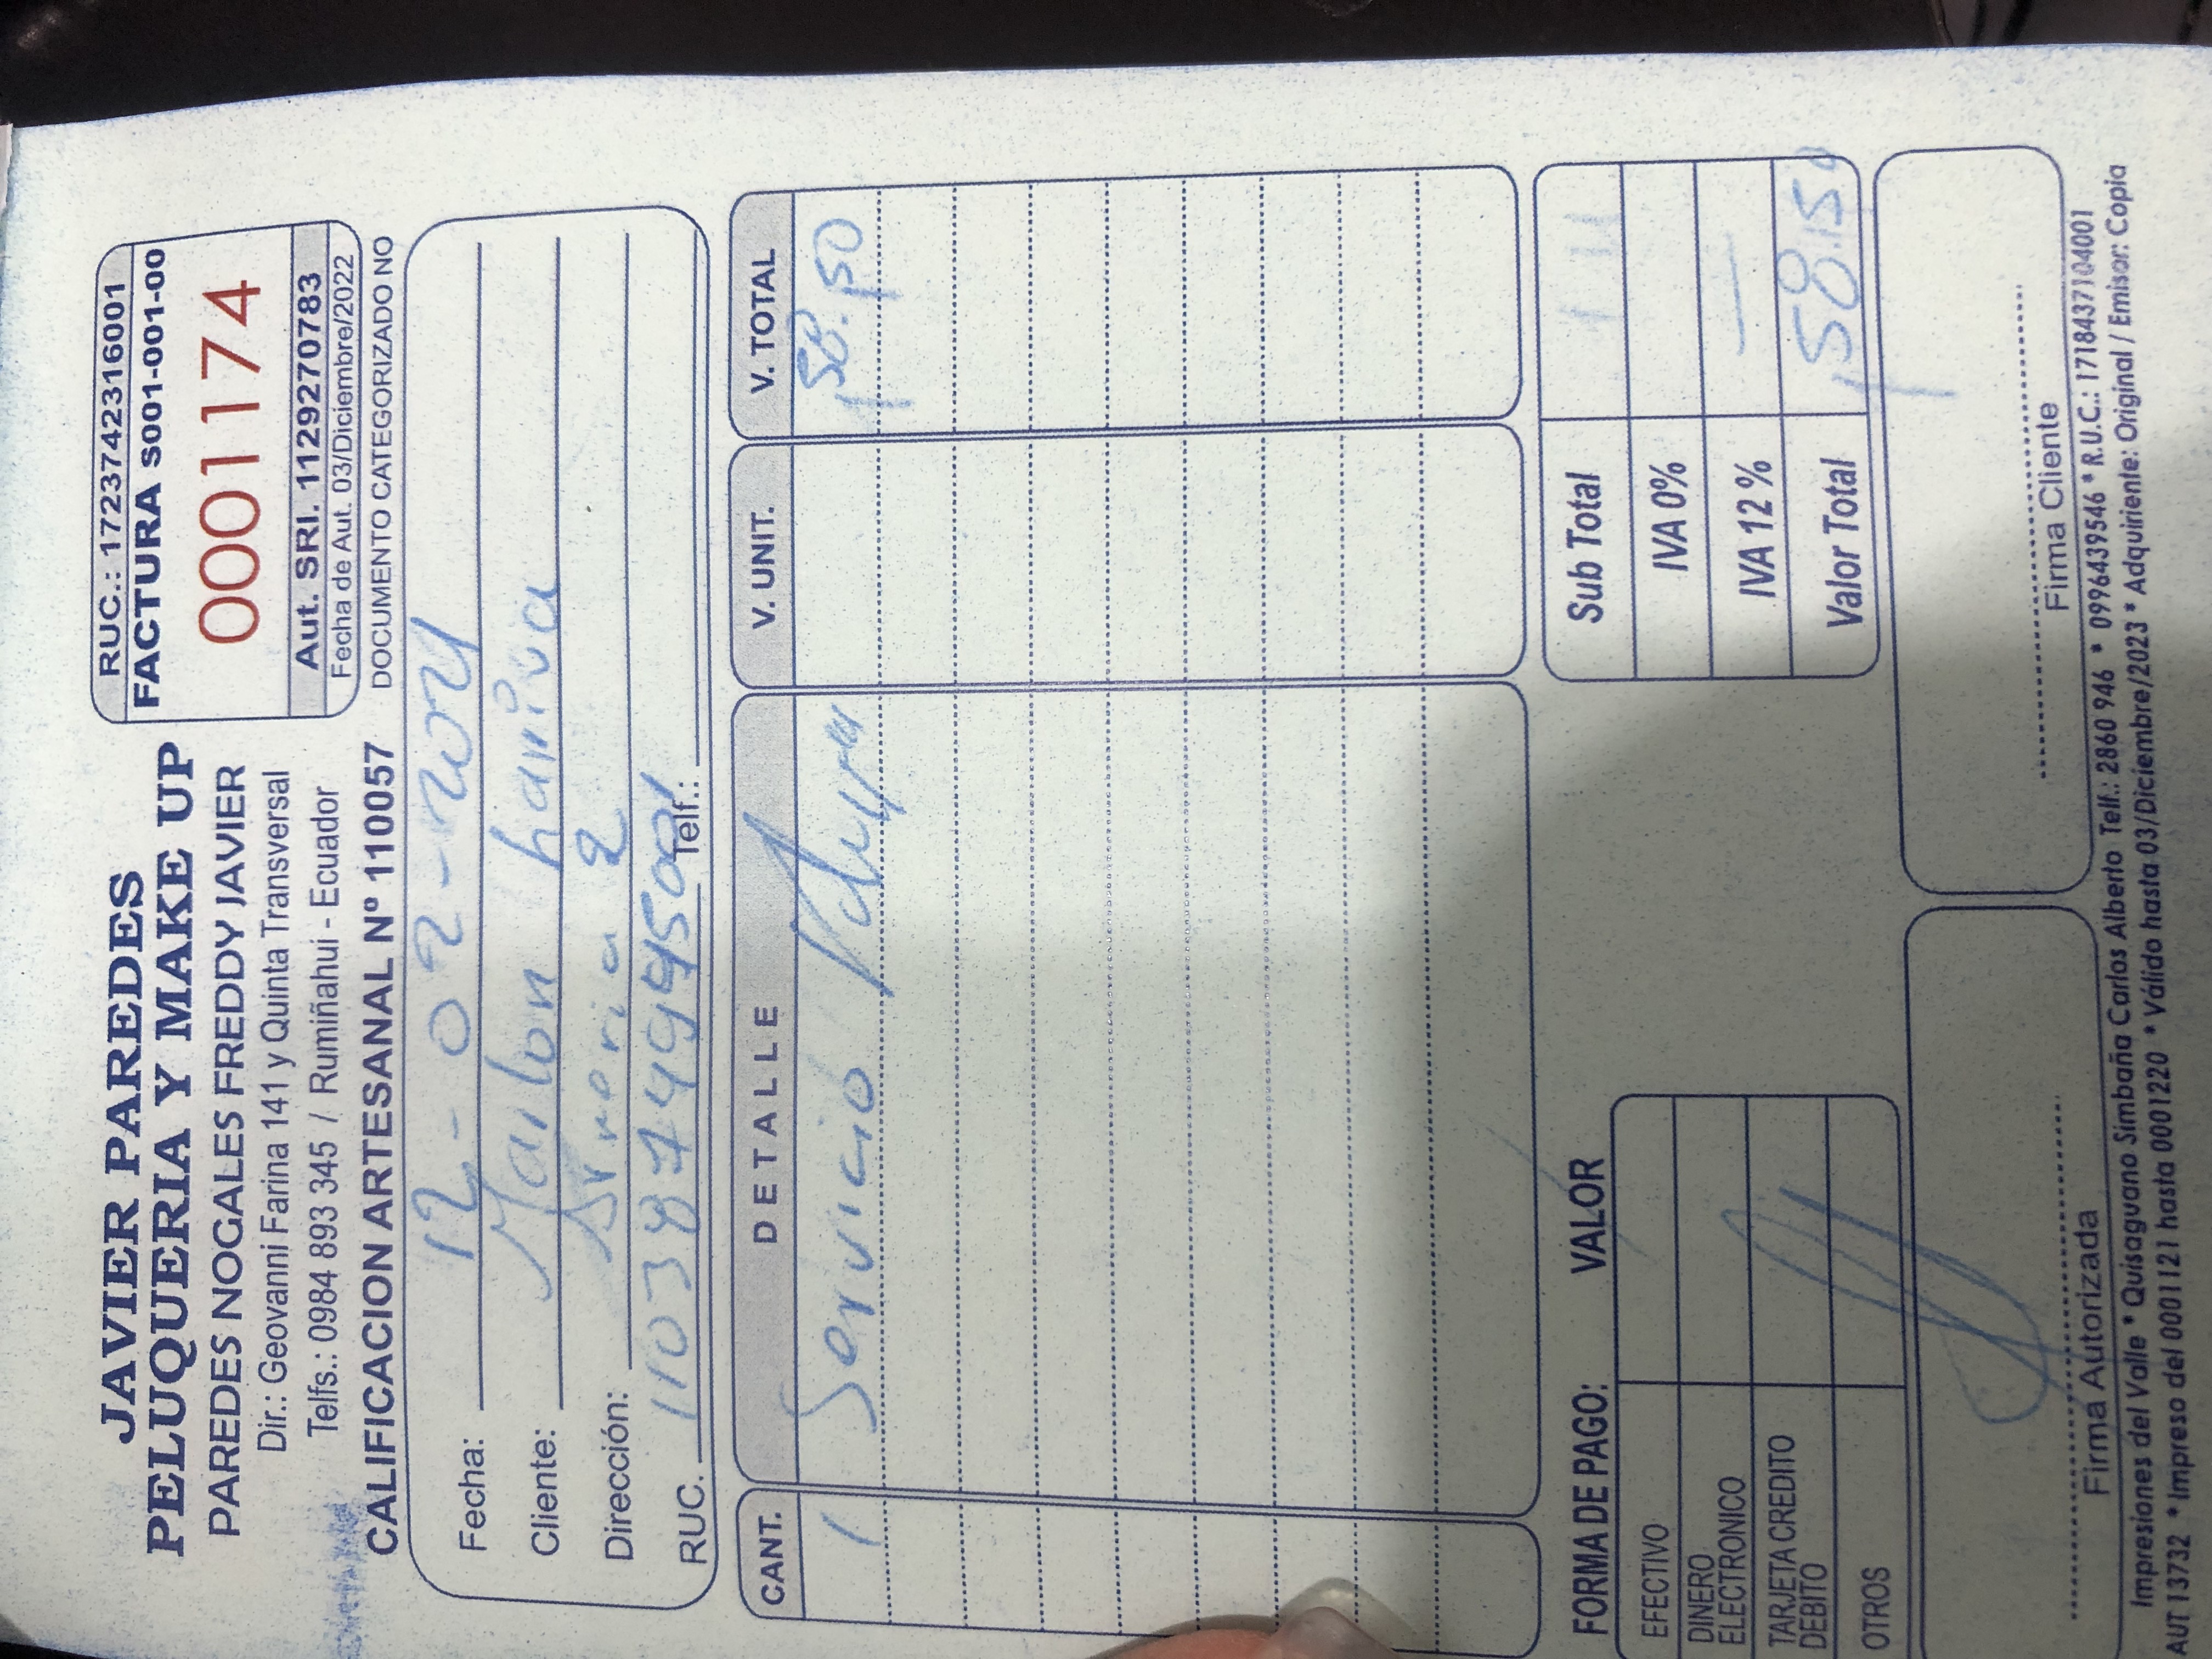 JAVIER PAREDES
PELUQUERIA Y MAKE UP
PAREDES NOGALES FREDDY JAVIER
Dir.: Geovanni Farina 141 y Quinta Transversal
Telfs.: 0984 893 345 / Rumiñahui - Ecuador
CALIFICACION ARTESANAL Nº 110057
RUC.: 1723742316001
FACTURA S001-001-00
0001174
Aut. SRI. 1129270783
Fecha de Aut. 03/Diciembre/2022
DOCUMENTO CATEGORIZADO NO
Fecha: 12-02-2021
Cliente: Marlon Larriva
Dirección: 2
RUC. Telf.:
CANT. DETALLE V. UNIT. V. TOTAL
1 Servicio 58.50
FORMA DE PAGO: VALOR
EFECTIVO
DINERO ELECTRONICO
TARJETA CREDITO DEBITO
OTROS
Sub Total
IVA 0%
IVA 12% —
Valor Total 58.50
Firma Autorizada
Firma Cliente
Impresiones del Valle * Quisaguano Simbaña Carlos Alberto Telf.: 2860 946 * 0996439546 * R.U.C.: 1718437104001
AUT 13732 * Impreso del 0001121 hasta 0001220 * Válido hasta 03/Diciembre/2023 * Adquiriente: Original / Emisor: Copia